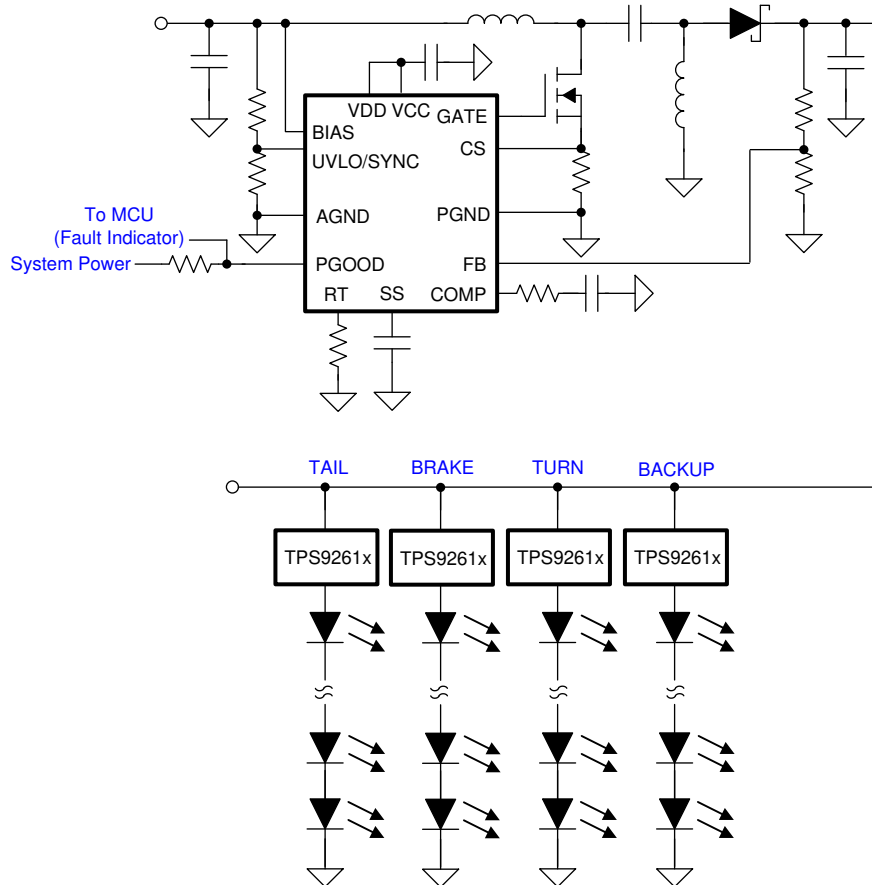 VDD VCC
GATE
BIAS
CS
UVLO/SYNC
To MCU
(Fault Indicator)
AGND
PGND
System Power
PGOOD
FB
RT
SS
COMP
TAIL
BRAKE
TURN
BACKUP
TPS9261x
TPS9261x
TPS9261x
TPS9261x